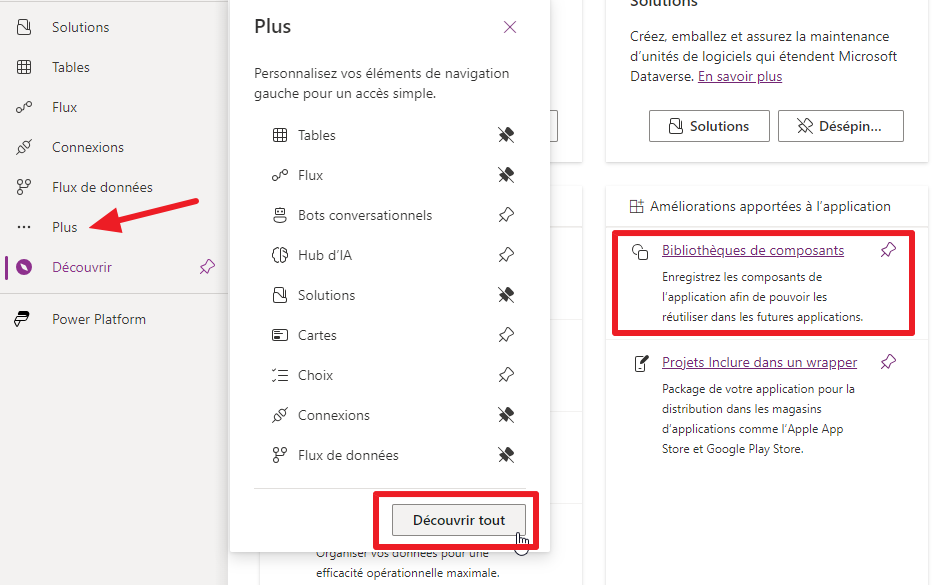 Solutions
Tables
Flux
Connexions
Flux de données
Plus
Découvrir
Power Platform
Plus
Personnalisez vos éléments de navigation
gauche pour un accès simple.
Tables
Flux
Bots conversationnels
Hub d'IA
Solutions
Cartes
Choix
Connexions
Flux de données
Découvrir tout
Organiser vos données pour une
efficacité opérationnelle maximale.
Solutions
Créez, emballez et assurez la maintenance
d'unités de logiciels qui étendent Microsoft
Dataverse. En savoir plus
Solutions
Désépin...
Améliorations apportées à l'application
Bibliothèques de composants
Enregistrez les composants de
l'application afin de pouvoir les
réutiliser dans les futures applications.
Projets Inclure dans un wrapper
Package de votre application pour la
distribution dans les magasins
d'applications comme l'Apple App
Store et Google Play Store.